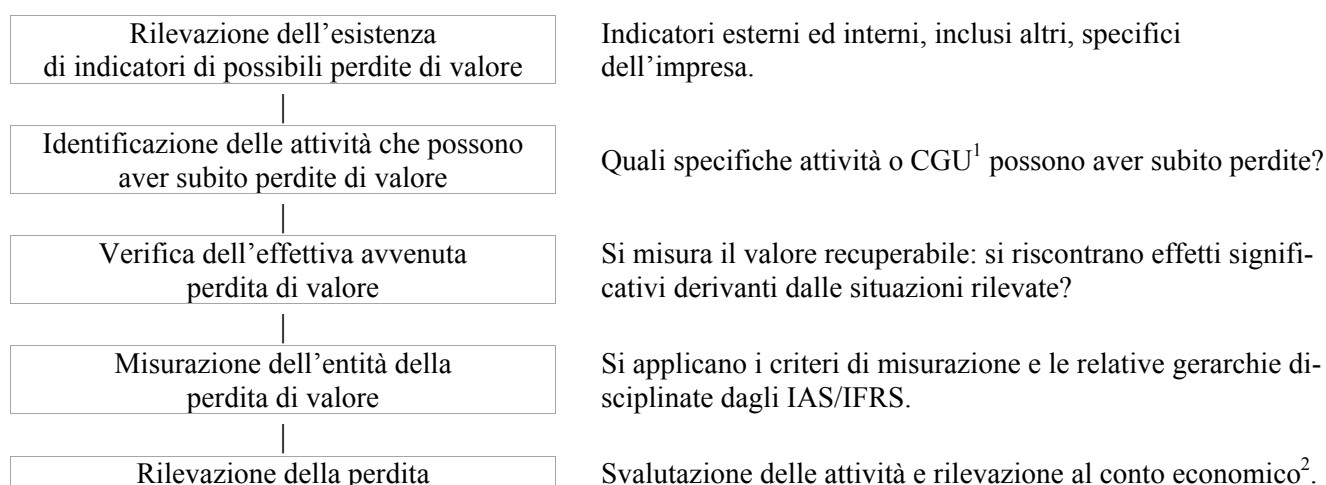 Rilevazione dell’esistenza
di indicatori di possibili perdite di valore
Indicatori esterni ed interni, inclusi altri, specifici
dell’impresa.
Identificazione delle attività che possono
aver subito perdite di valore
Quali specifiche attività o CGU¹ possono aver subito perdite?
Verifica dell’effettiva avvenuta
perdita di valore
Si misura il valore recuperabile: si riscontrano effetti signifi-
cativi derivanti dalle situazioni rilevate?
Misurazione dell’entità della
perdita di valore
Si applicano i criteri di misurazione e le relative gerarchie di-
sciplinate dagli IAS/IFRS.
Rilevazione della perdita
Svalutazione delle attività e rilevazione al conto economico².